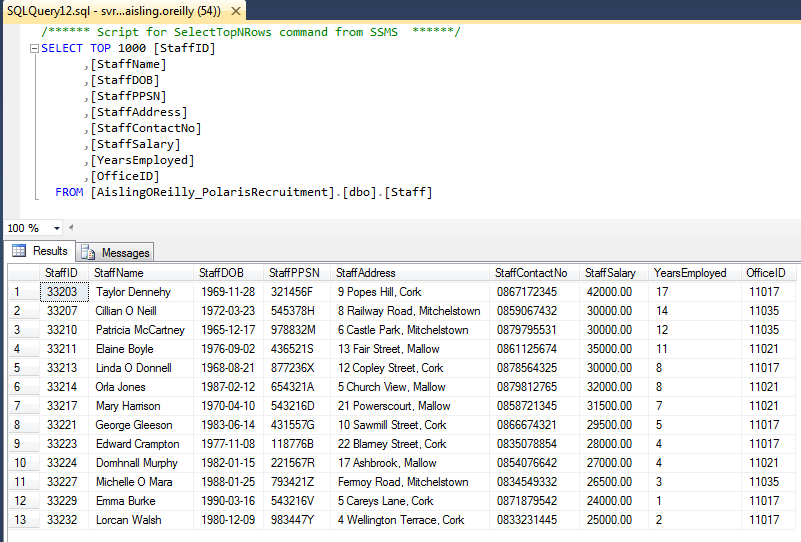 SQLQuery12.sql - svr...aisling.oreilly (54))
/****** Script for SelectTopNRows command from SSMS  ******/
SELECT TOP 1000 [StaffID]
,[StaffName]
,[StaffDOB]
,[StaffPPSN]
,[StaffAddress]
,[StaffContactNo]
,[StaffSalary]
,[YearsEmployed]
,[OfficeID]
FROM [AislingOReilly_PolarisRecruitment].[dbo].[Staff]
100 %
Results Messages
StaffID StaffName StaffDOB StaffPPSN StaffAddress StaffContactNo StaffSalary YearsEmployed OfficeID
1 33203 Taylor Dennehy 1969-11-28 321456F 9 Popes Hill, Cork 0867172345 42000.00 17 11017
2 33207 Cillian O Neill 1972-03-23 545378H 8 Railway Road, Mitchelstown 0859067432 30000.00 14 11035
3 33210 Patricia McCartney 1965-12-17 978832M 6 Castle Park, Mitchelstown 0879795531 30000.00 12 11035
4 33211 Elaine Boyle 1976-09-02 436521S 13 Fair Street, Mallow 0861125674 35000.00 11 11021
5 33213 Linda O Donnell 1968-08-21 877236X 12 Copley Street, Cork 0878564325 30000.00 8 11017
6 33214 Orla Jones 1987-02-12 654321A 5 Church View, Mallow 0879812765 32000.00 8 11021
7 33217 Mary Harrison 1970-04-10 543216D 21 Powerscourt, Mallow 0858721345 31500.00 7 11021
8 33221 George Gleeson 1983-06-14 431557G 10 Sawmill Street, Cork 0866674321 29500.00 5 11017
9 33223 Edward Crampton 1977-11-08 118776B 22 Blarney Street, Cork 0835078854 28000.00 4 11017
10 33224 Domhnall Murphy 1982-01-15 221567R 17 Ashbrook, Mallow 0854076642 27000.00 4 11021
11 33227 Michelle O Mara 1988-01-25 793421Z Fermoy Road, Mitchelstown 0834549332 26500.00 3 11035
12 33229 Emma Burke 1990-03-16 543216V 5 Careys Lane, Cork 0871879542 24000.00 1 11017
13 33232 Lorcan Walsh 1980-12-09 983447Y 4 Wellington Terrace, Cork 0833231445 25000.00 2 11017